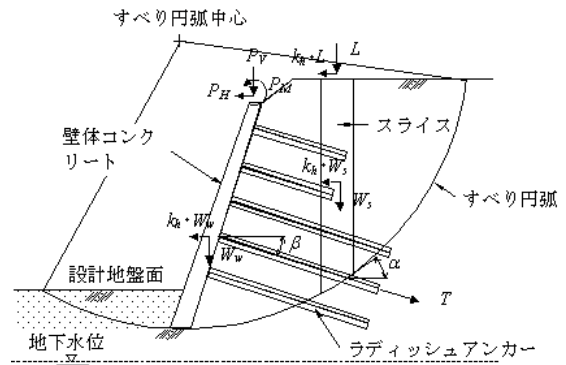 すべり円弧中心
P_V
k_h・L
L
P_H
P_M
スライス
壁体コンク
リート
k_h・W_s
W_s
すべり円弧
k_h・W_w
W_w
β
α
設計地盤面
T
地下水位
ラディッシュアンカー